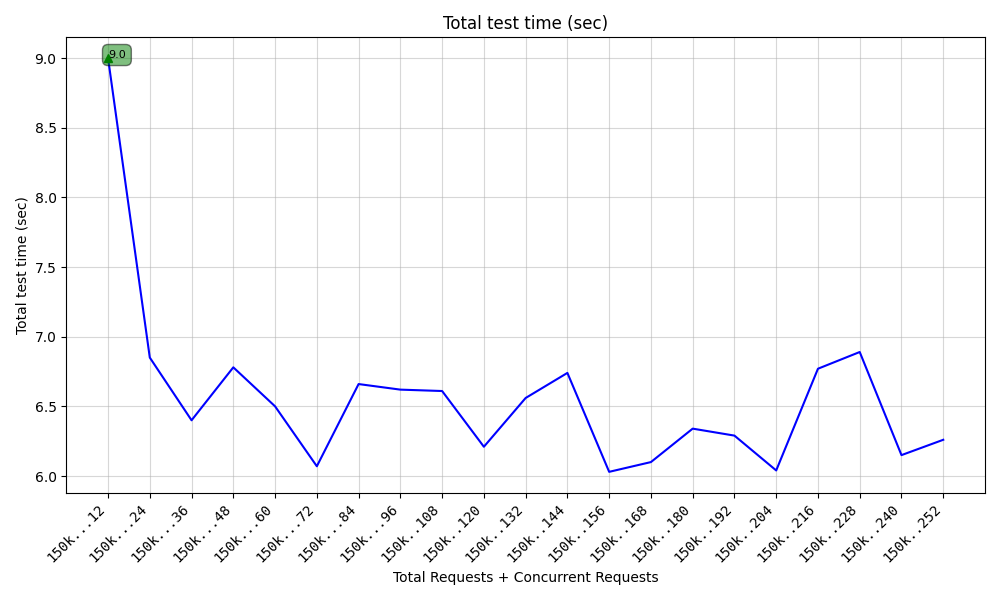 Total test time (sec)
9.0
9.0
8.5
8.0
7.5
7.0
6.5
6.0
Total test time (sec)
150k...12
150k...24
150k...36
150k...48
150k...60
150k...72
150k...84
150k...96
150k..108
150k..120
150k..132
150k..144
150k..156
150k..168
150k..180
150k..192
150k..204
150k..216
150k..228
150k..240
150k..252
Total Requests + Concurrent Requests